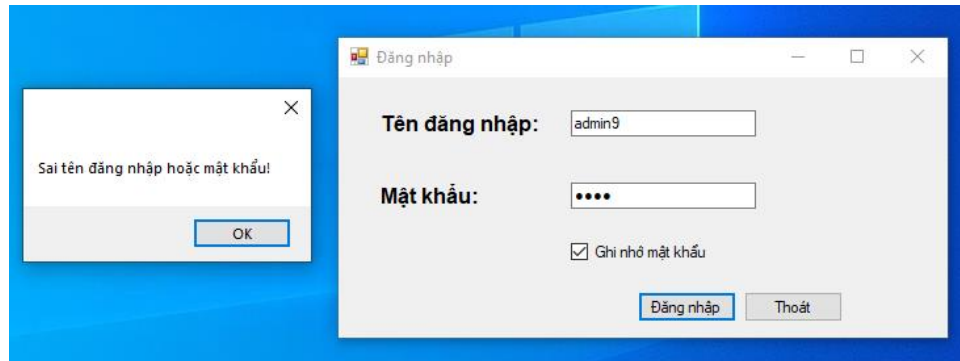 Đăng nhập
Sai tên đăng nhập hoặc mật khẩu!
OK
Tên đăng nhập: admin9
Mật khẩu: ••••
Ghi nhớ mật khẩu
Đăng nhập Thoát